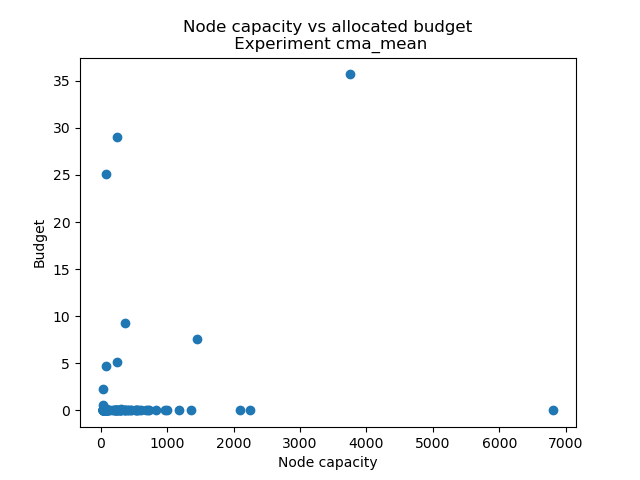 Node capacity vs allocated budget
Experiment cma_mean
35
30
25
20
15
10
5
0
Budget
0 1000 2000 3000 4000 5000 6000 7000
Node capacity